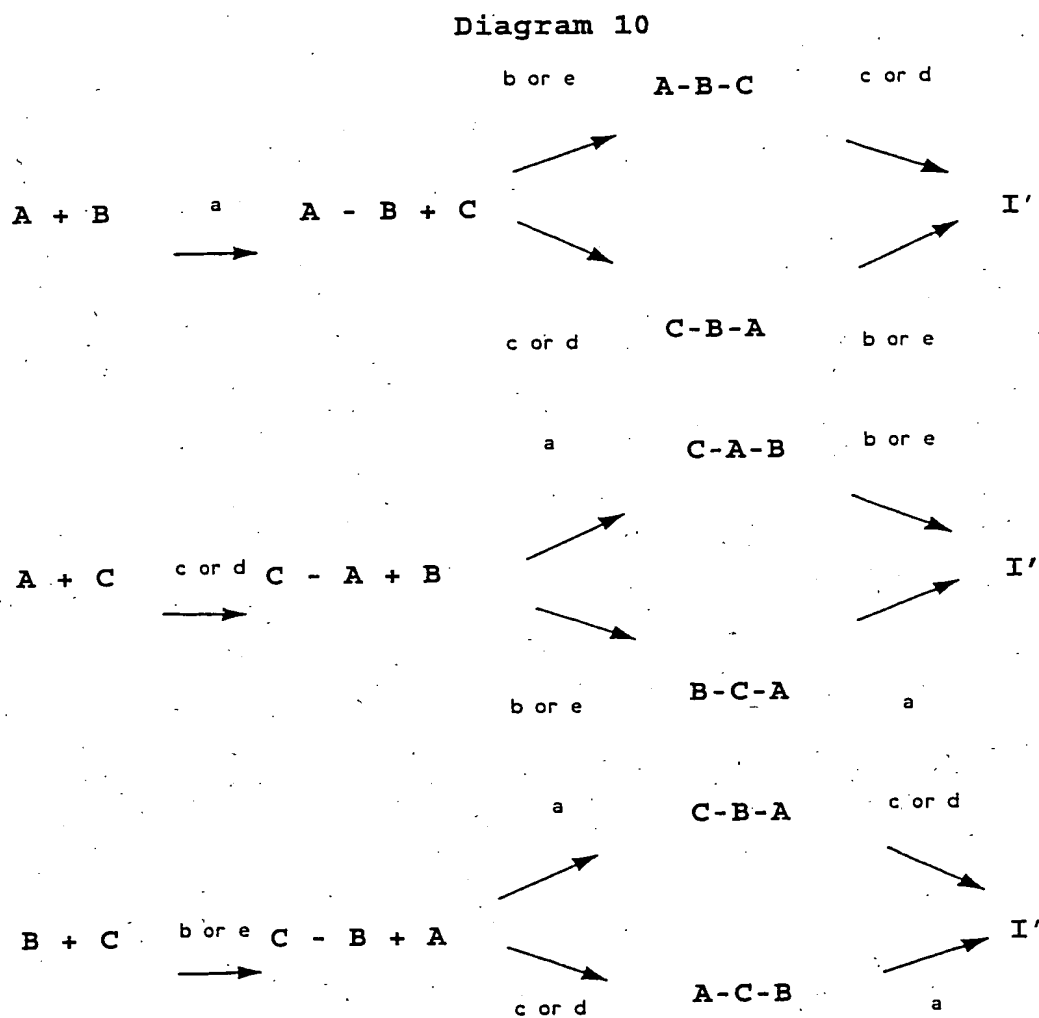 Diagram 10
b or e A-B-C c or d
A + B a A - B + C I'
c or d C-B-A b or e
a C-A-B b or e
A + C c or d C - A + B I'
b or e B-C-A a
a C-B-A c or d
B + C b or e C - B + A I'
c or d A-C-B a